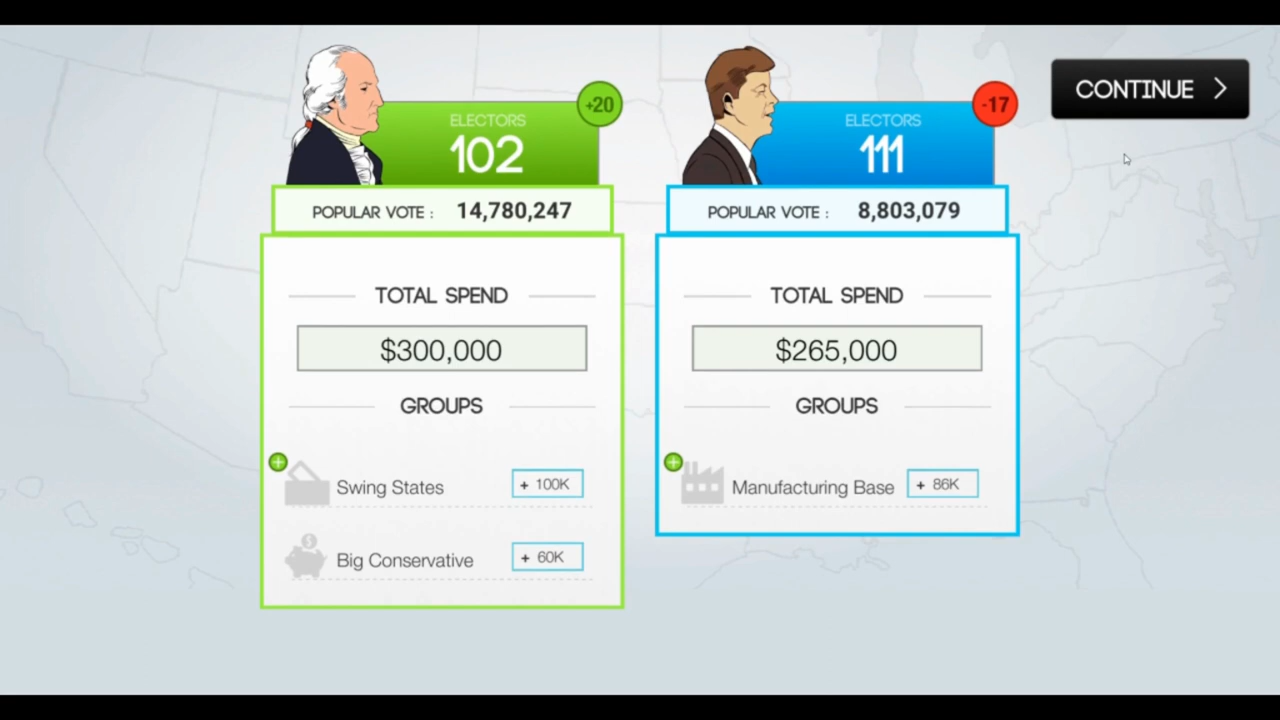 CONTINUE >
+20
ELECTORS
102
POPULAR VOTE : 14,780,247
TOTAL SPEND
$300,000
GROUPS
Swing States + 100K
$
Big Conservative + 60K
-17
ELECTORS
111
POPULAR VOTE : 8,803,079
TOTAL SPEND
$265,000
GROUPS
Manufacturing Base + 86K